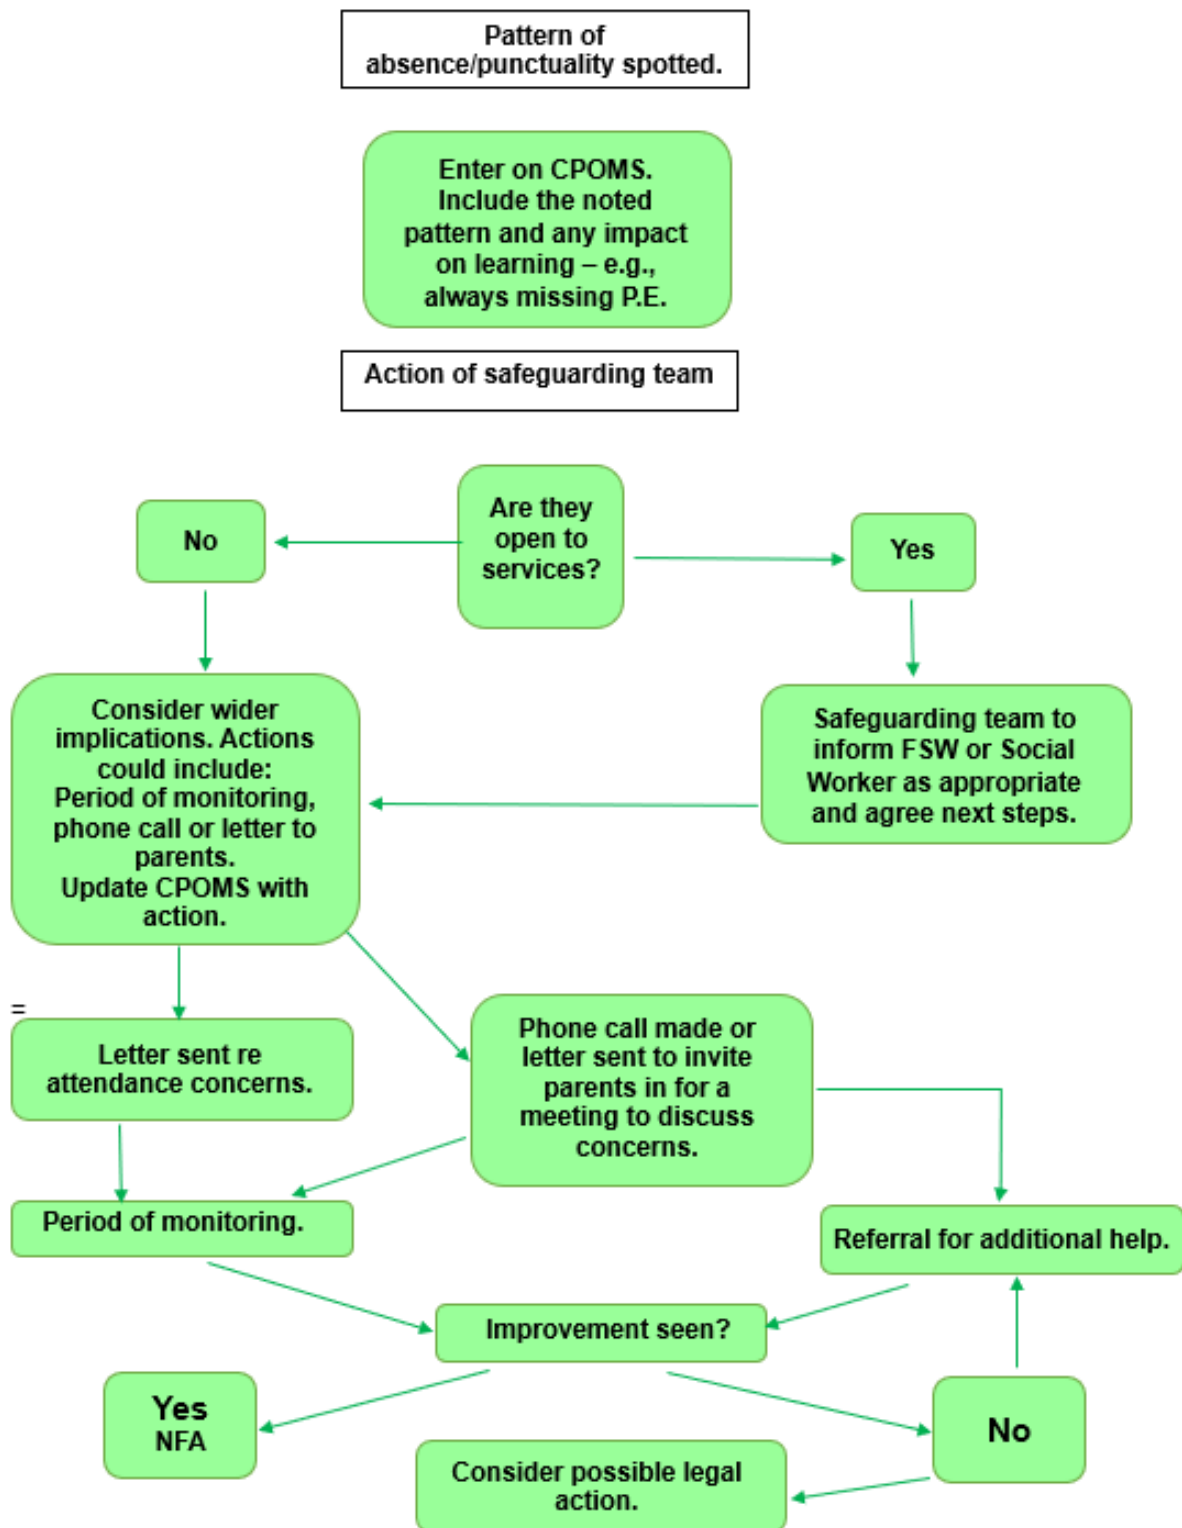 Pattern of
absence/punctuality spotted.
Enter on CPOMS.
Include the noted
pattern and any impact
on learning – e.g.,
always missing P.E.
Action of safeguarding team
Are they
open to
services?
No
Yes
Consider wider
implications. Actions
could include:
Period of monitoring,
phone call or letter to
parents.
Update CPOMS with
action.
Safeguarding team to
inform FSW or Social
Worker as appropriate
and agree next steps.
=
Letter sent re
attendance concerns.
Phone call made or
letter sent to invite
parents in for a
meeting to discuss
concerns.
Period of monitoring.
Referral for additional help.
Improvement seen?
Yes
NFA
No
Consider possible legal
action.